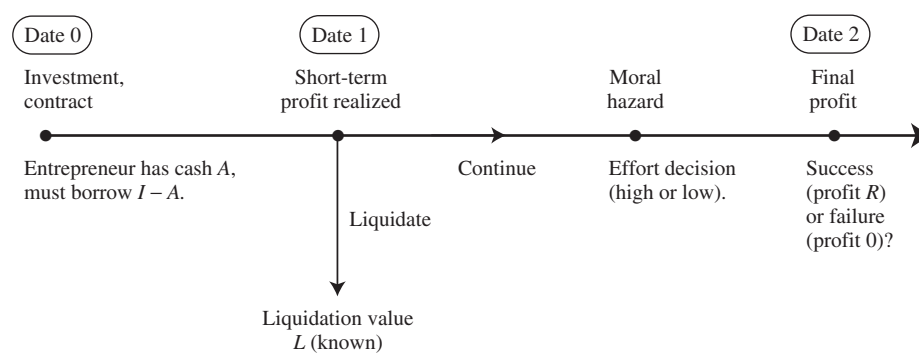 Date 0
Date 1
Date 2
Investment,
contract
Short-term
profit realized
Moral
hazard
Final
profit
Entrepreneur has cash A,
must borrow I – A.
Continue
Effort decision
(high or low).
Success
(profit R)
or failure
(profit 0)?
Liquidate
Liquidation value
L (known)